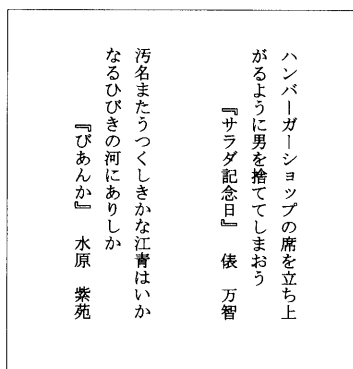 ハンバーガーショップの席を立ち上
がるように男を捨ててしまおう
『サラダ記念日』 俵 万智
汚名またうつくしきかな江青はいか
なるひびきの河にありしか
『びあんか』 水原 紫苑